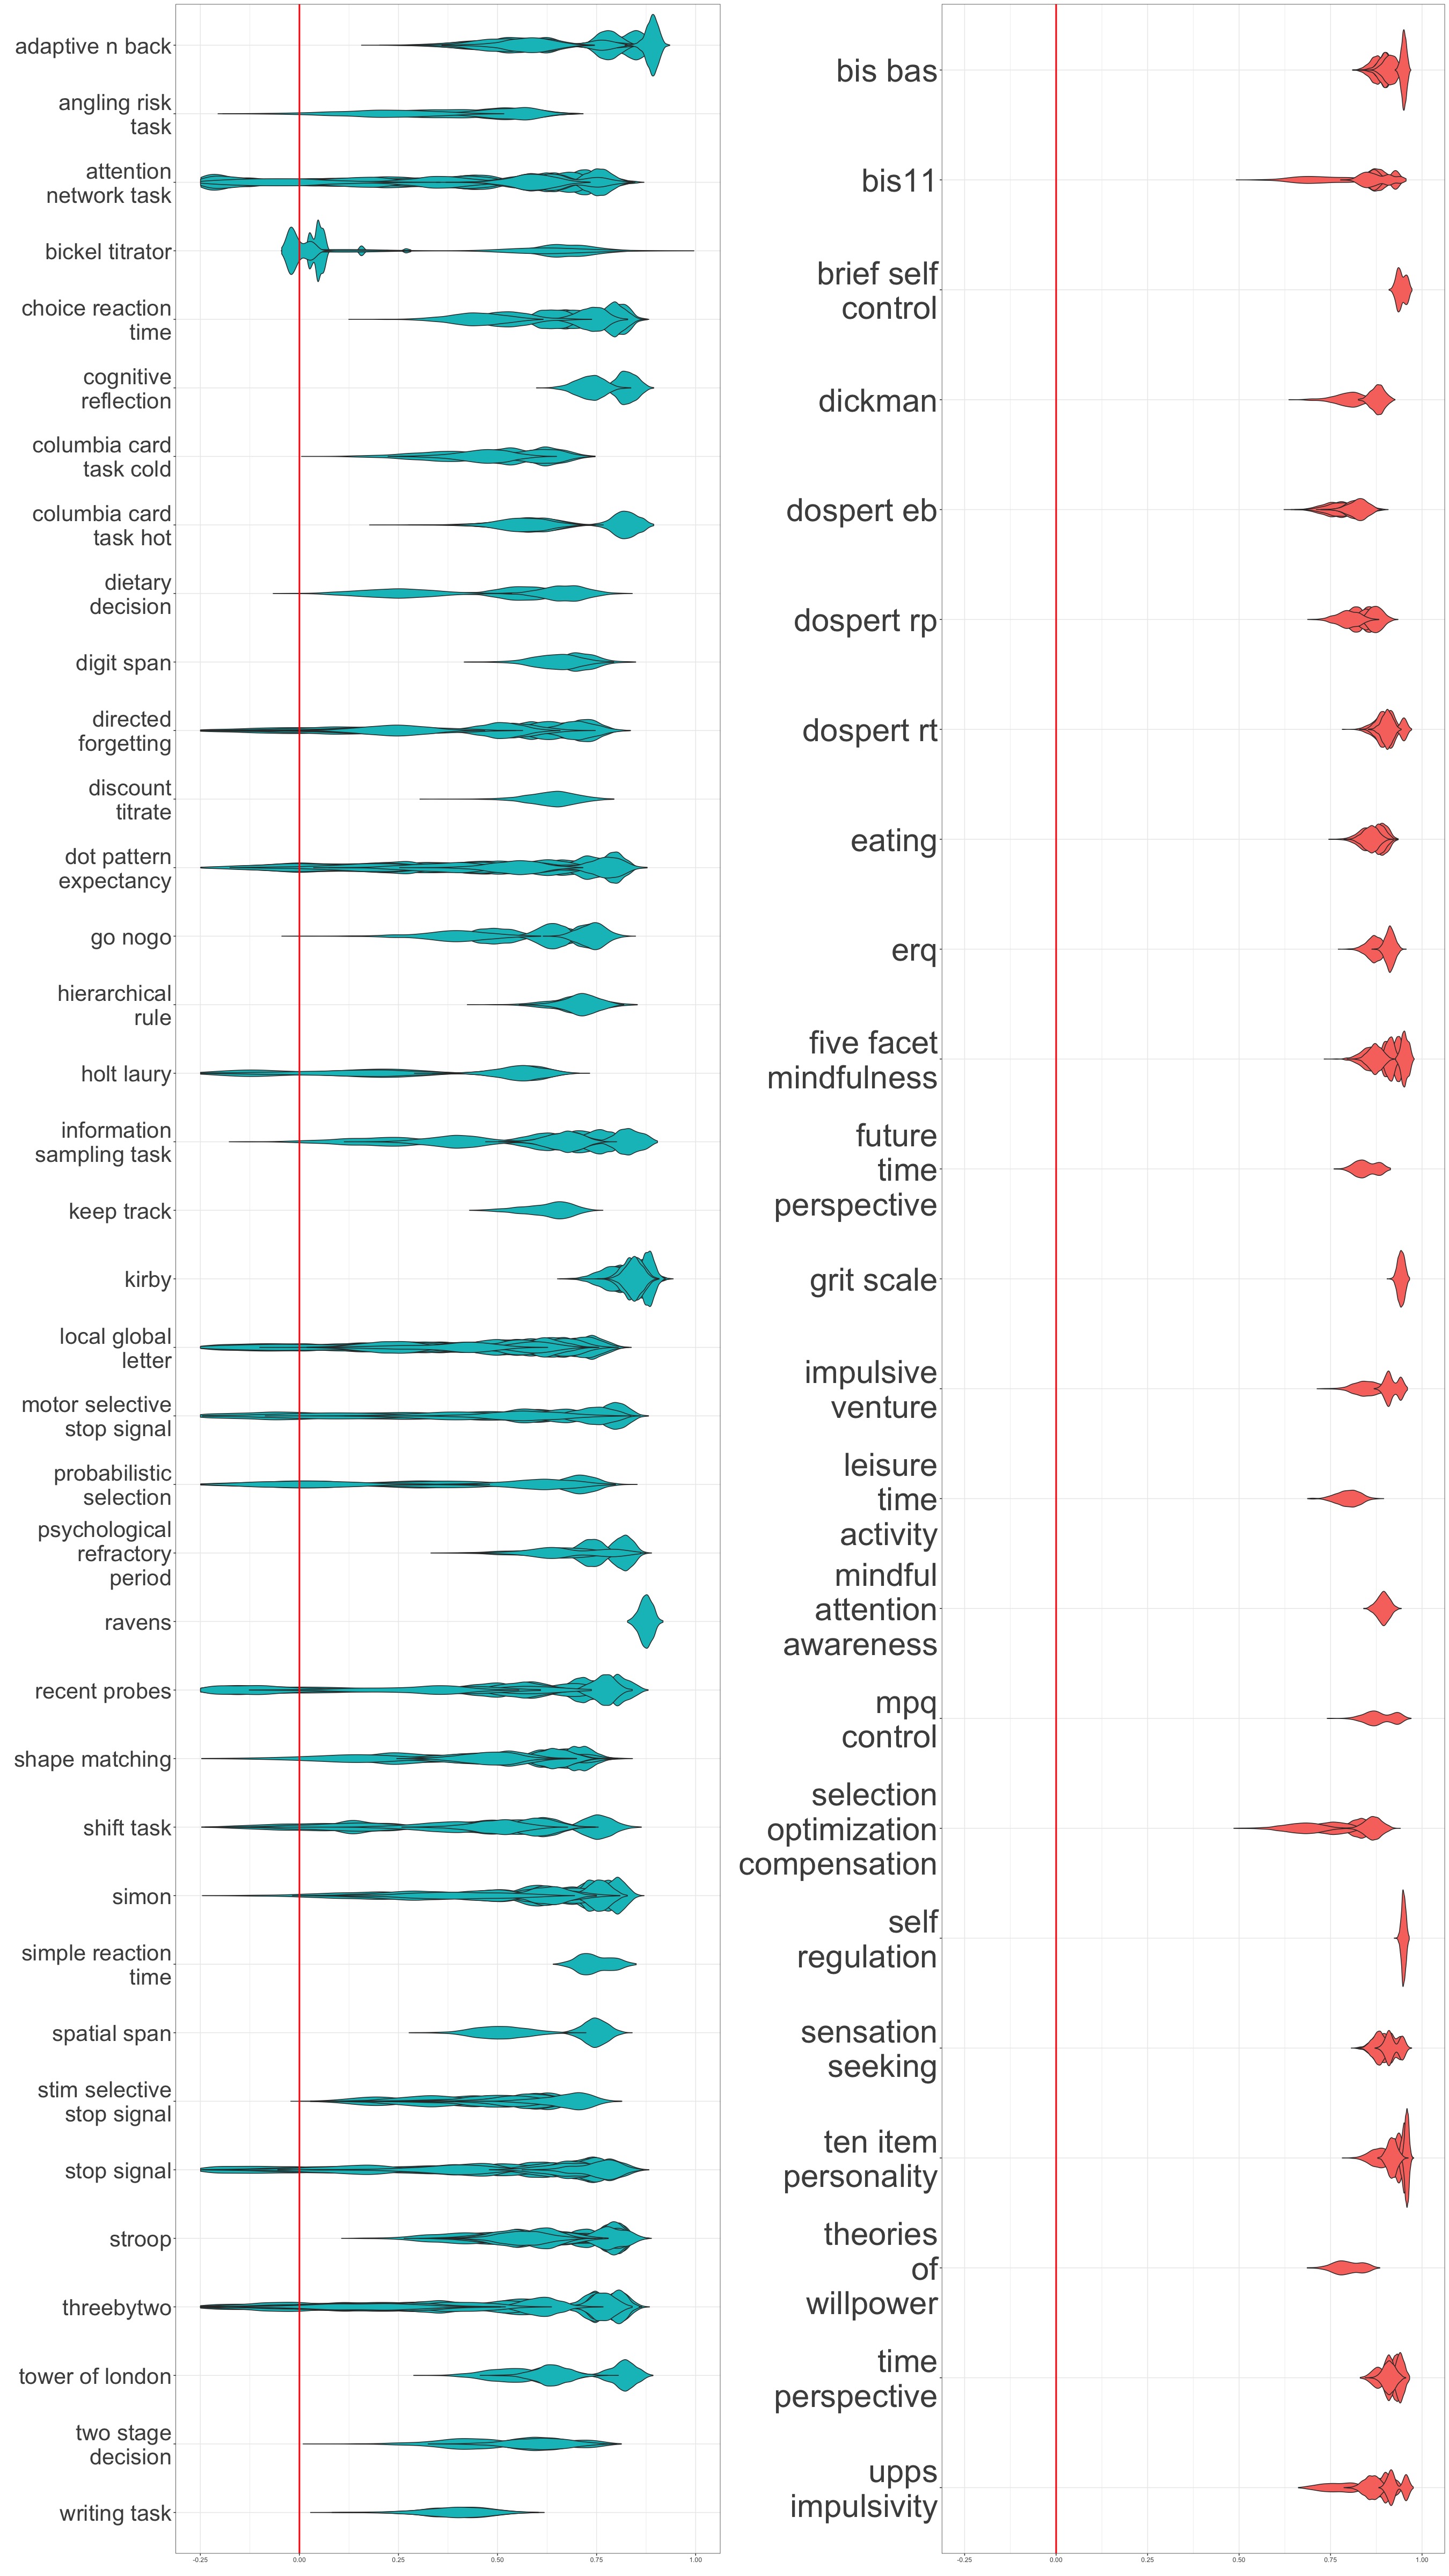 adaptive n back
angling risk
task
attention
network task
bickel titrator
choice reaction
time
cognitive
reflection
columbia card
task cold
columbia card
task hot
dietary
decision
digit span
directed
forgetting
discount
titrate
dot pattern
expectancy
go nogo
hierarchical
rule
holt laury
information
sampling task
keep track
kirby
local global
letter
motor selective
stop signal
probabilistic
selection
psychological
refractory
period
ravens
recent probes
shape matching
shift task
simon
simple reaction
time
spatial span
stim selective
stop signal
stop signal
stroop
threebytwo
tower of london
two stage
decision
writing task
-0.25 0.00 0.25 0.50 0.75 1.00
bis bas
bis11
brief self
control
dickman
dospert eb
dospert rp
dospert rt
eating
erq
five facet
mindfulness
future
time
perspective
grit scale
impulsive
venture
leisure
time
activity
mindful
attention
awareness
mpq
control
selection
optimization
compensation
self
regulation
sensation
seeking
ten item
personality
theories
of
willpower
time
perspective
upps
impulsivity
-0.25 0.00 0.25 0.50 0.75 1.00